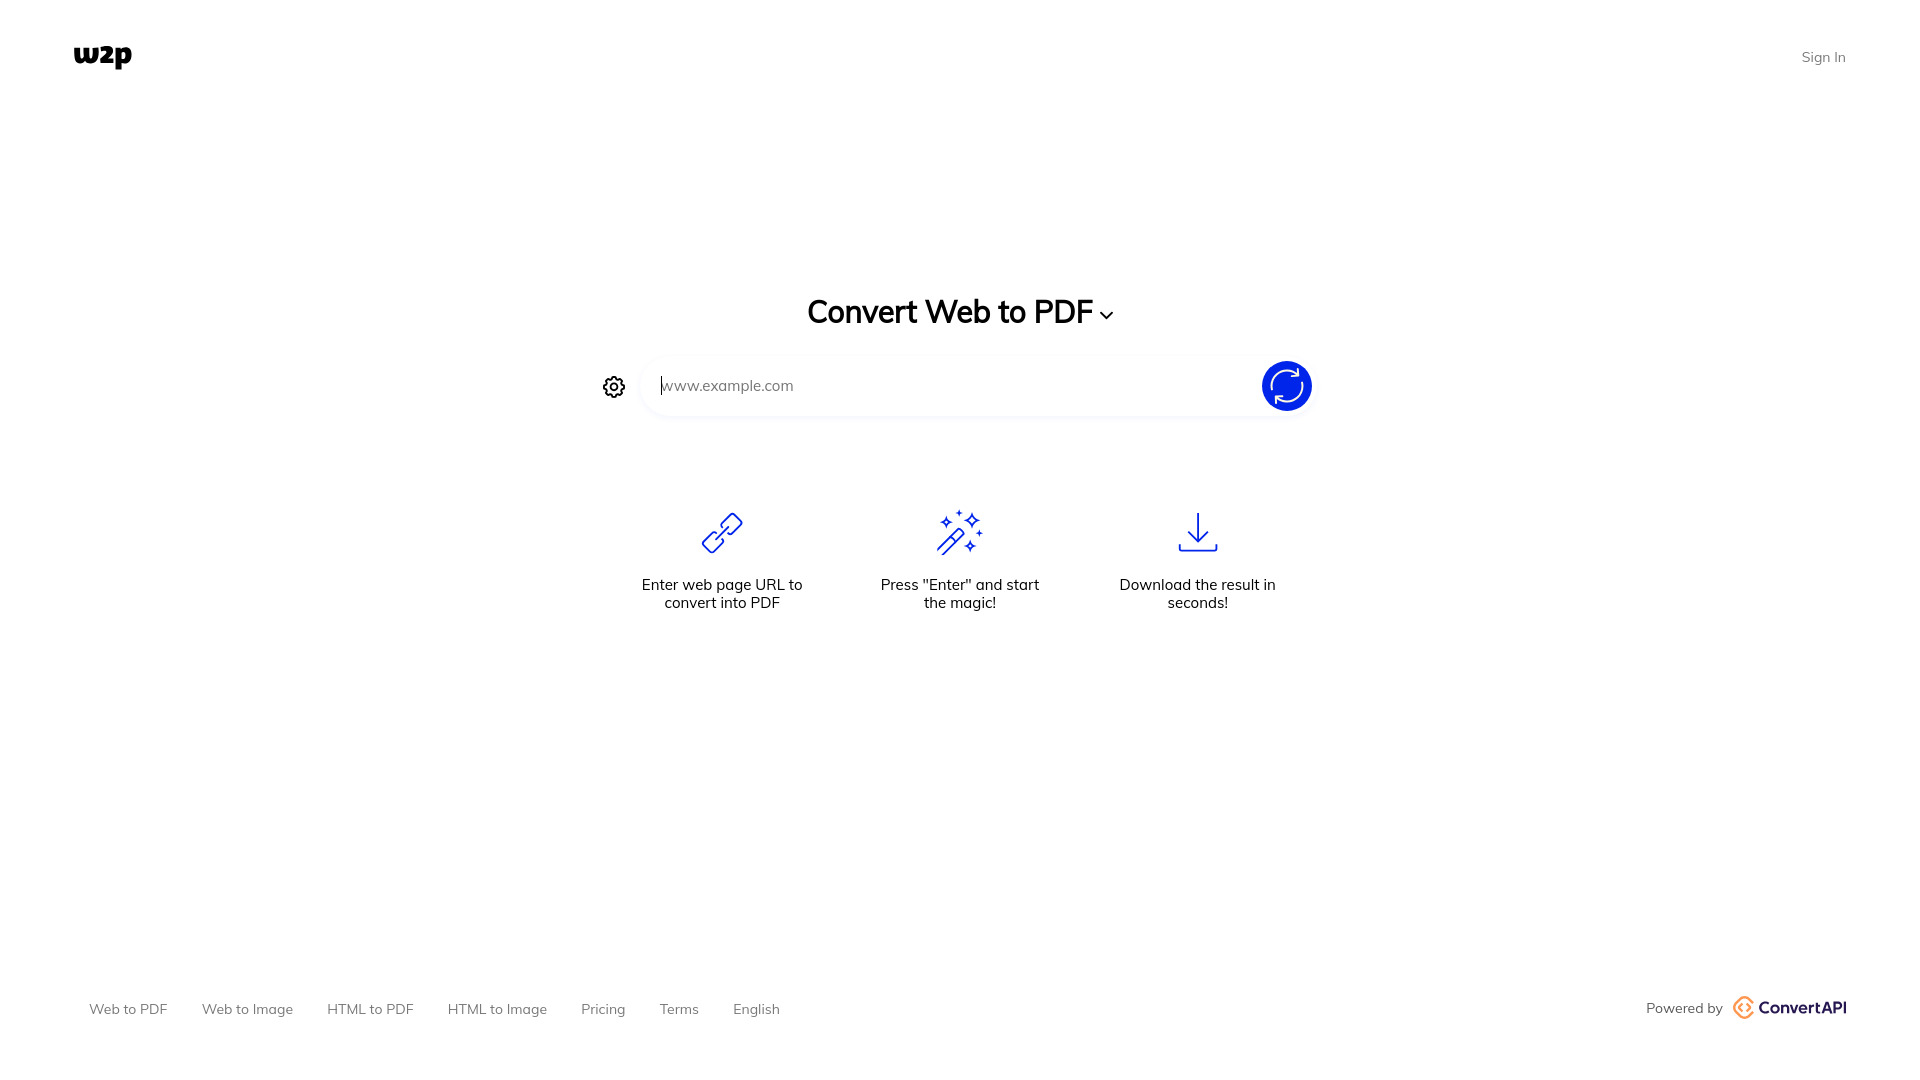 w2p
Sign In
Convert Web to PDF
www.example.com
Enter web page URL to
convert into PDF
Press "Enter" and start
the magic!
Download the result in
seconds!
Web to PDF
Web to Image
HTML to PDF
HTML to Image
Pricing
Terms
English
Powered by
ConvertAPI